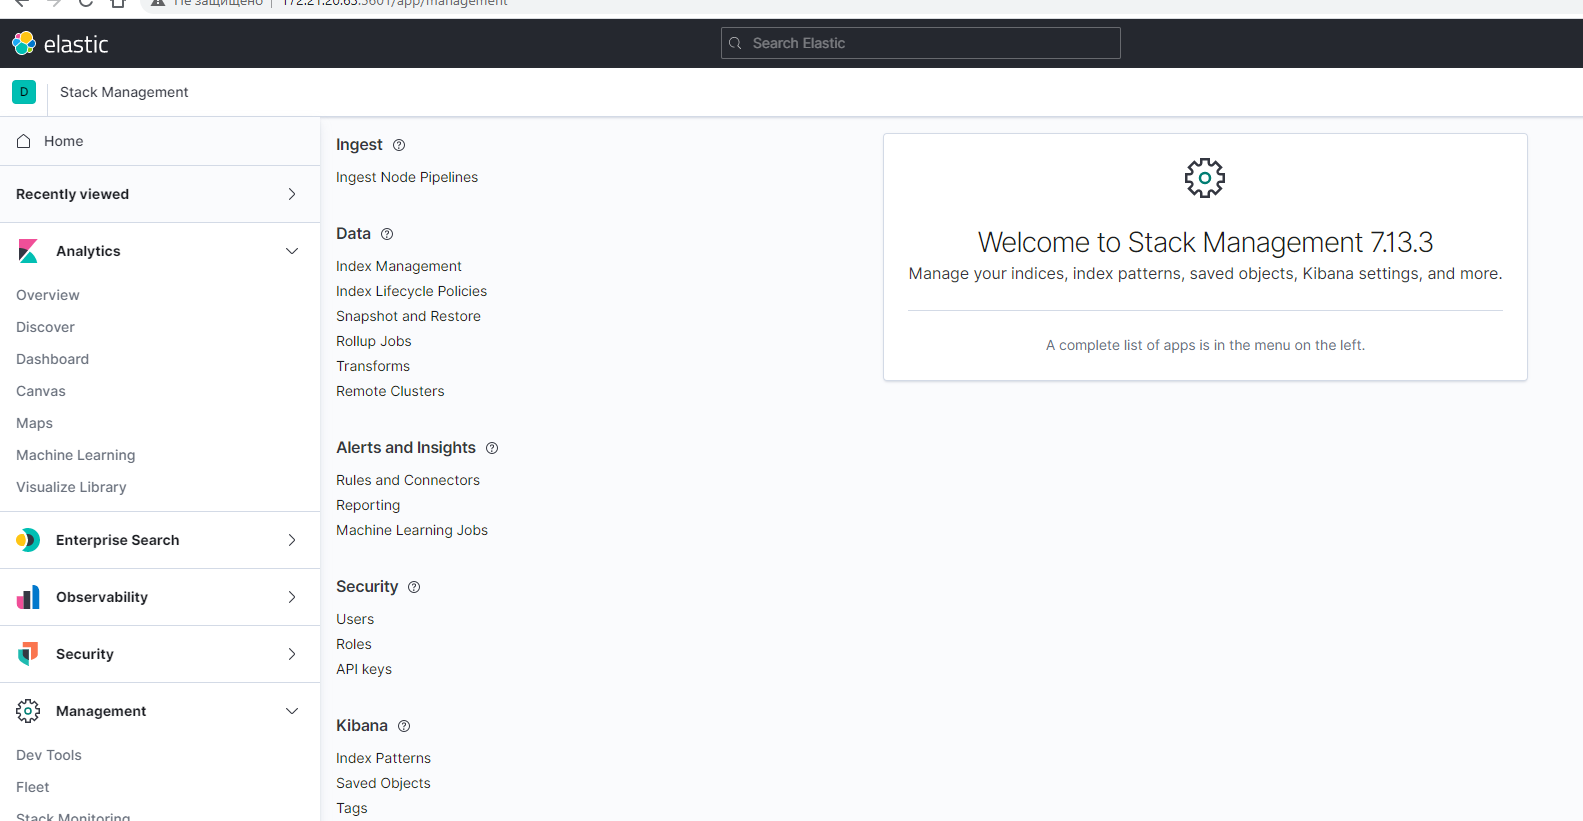 Не защищено | 172.21.20.65:5601/app/management
elastic
Search Elastic
D
Stack Management
Home
Recently viewed
Analytics
Overview
Discover
Dashboard
Canvas
Maps
Machine Learning
Visualize Library
Enterprise Search
Observability
Security
Management
Dev Tools
Fleet
Stack Monitoring
Ingest
Ingest Node Pipelines
Data
Index Management
Index Lifecycle Policies
Snapshot and Restore
Rollup Jobs
Transforms
Remote Clusters
Alerts and Insights
Rules and Connectors
Reporting
Machine Learning Jobs
Security
Users
Roles
API keys
Kibana
Index Patterns
Saved Objects
Tags
Welcome to Stack Management 7.13.3
Manage your indices, index patterns, saved objects, Kibana settings, and more.
A complete list of apps is in the menu on the left.